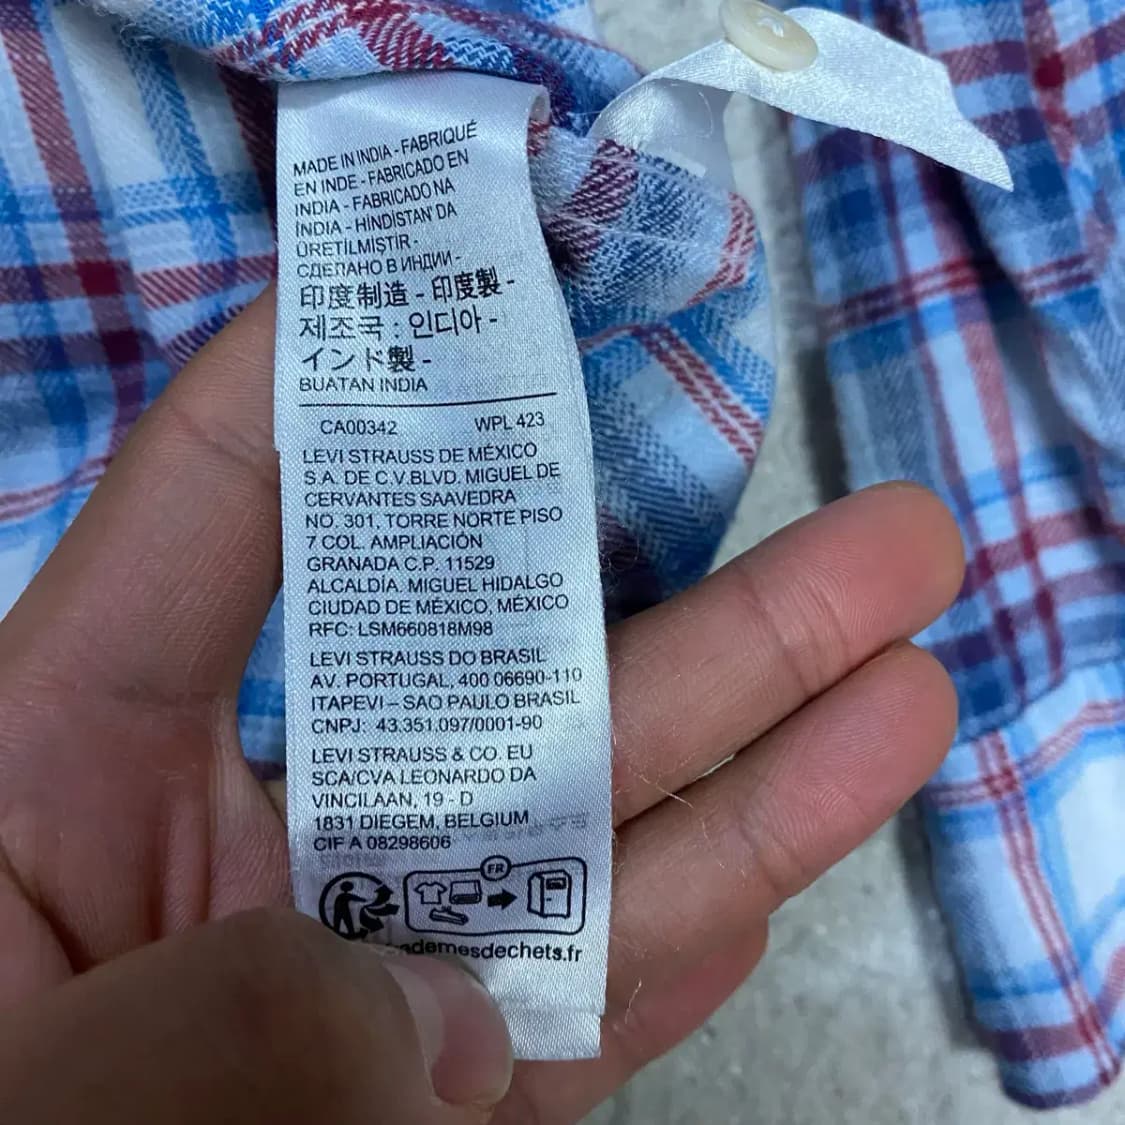 MADE IN INDIA - FABRIQUÉ
EN INDE - FABRICADO EN
INDIA - FABRICADO NA
ÍNDIA - HİNDİSTAN' DA
ÜRETİLMİSTIR -
СДЕЛАНО В ИНДИИ -
印度制造 - 印度製 -
제조국 : 인디아 -
インド製 -
BUATAN INDIA
CA00342 WPL 423
LEVI STRAUSS DE MÉXICO
S.A. DE C.V.BLVD. MIGUEL DE
CERVANTES SAAVEDRA
NO. 301, TORRE NORTE PISO
7 COL. AMPLIACIÓN
GRANADA C.P. 11529
ALCALDÍA. MIGUEL HIDALGO
CIUDAD DE MÉXICO, MÉXICO
RFC: LSM660818M98
LEVI STRAUSS DO BRASIL
AV. PORTUGAL, 400 06690-110
ITAPEVI – SAO PAULO BRASIL
CNPJ: 43.351.097/0001-90
LEVI STRAUSS & CO. EU
SCA/CVA LEONARDO DA
VINCILAAN, 19 - D
1831 DIEGEM, BELGIUM
CIF A 08298606
FR